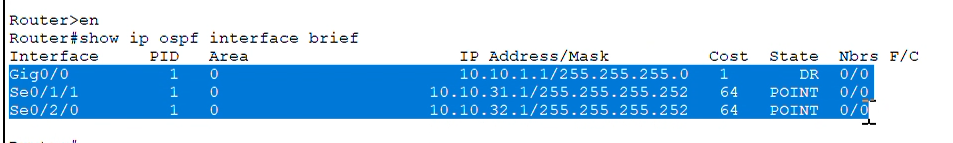 Router>en
Router#show ip ospf interface brief
Interface PID Area IP Address/Mask Cost State Nbrs F/C
Gig0/0 1 0 10.10.1.1/255.255.255.0 1 DR 0/0
Se0/1/1 1 0 10.10.31.1/255.255.255.252 64 POINT 0/0
Se0/2/0 1 0 10.10.32.1/255.255.255.252 64 POINT 0/0